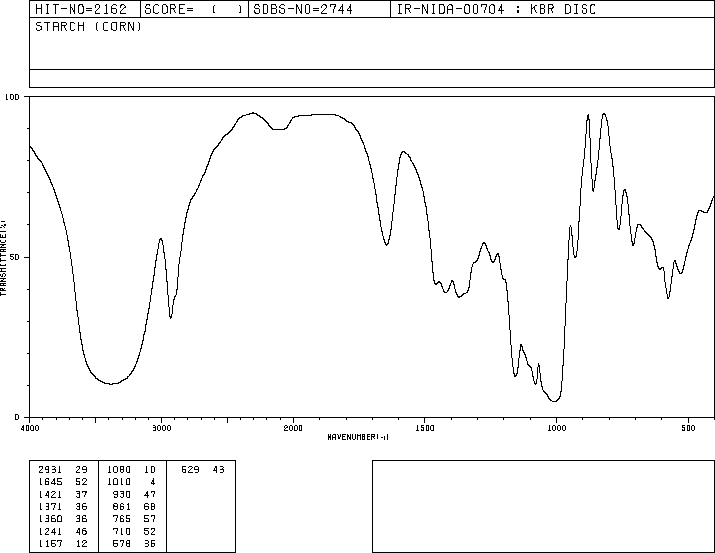 HIT-NO=2162 SCORE= ( ) SDBS-NO=2744 IR-NIDA-00704 : KBR DISC
STARCH (CORN)
100
TRANSMITTANCE(%)
50
0
4000 3000 2000 1500 1000 500
WAVENUMBER(-1)
2931 29 1080 10 529 43
1645 52 1010 4
1421 37 930 47
1371 36 861 68
1360 36 765 57
1241 46 710 52
1157 12 578 36